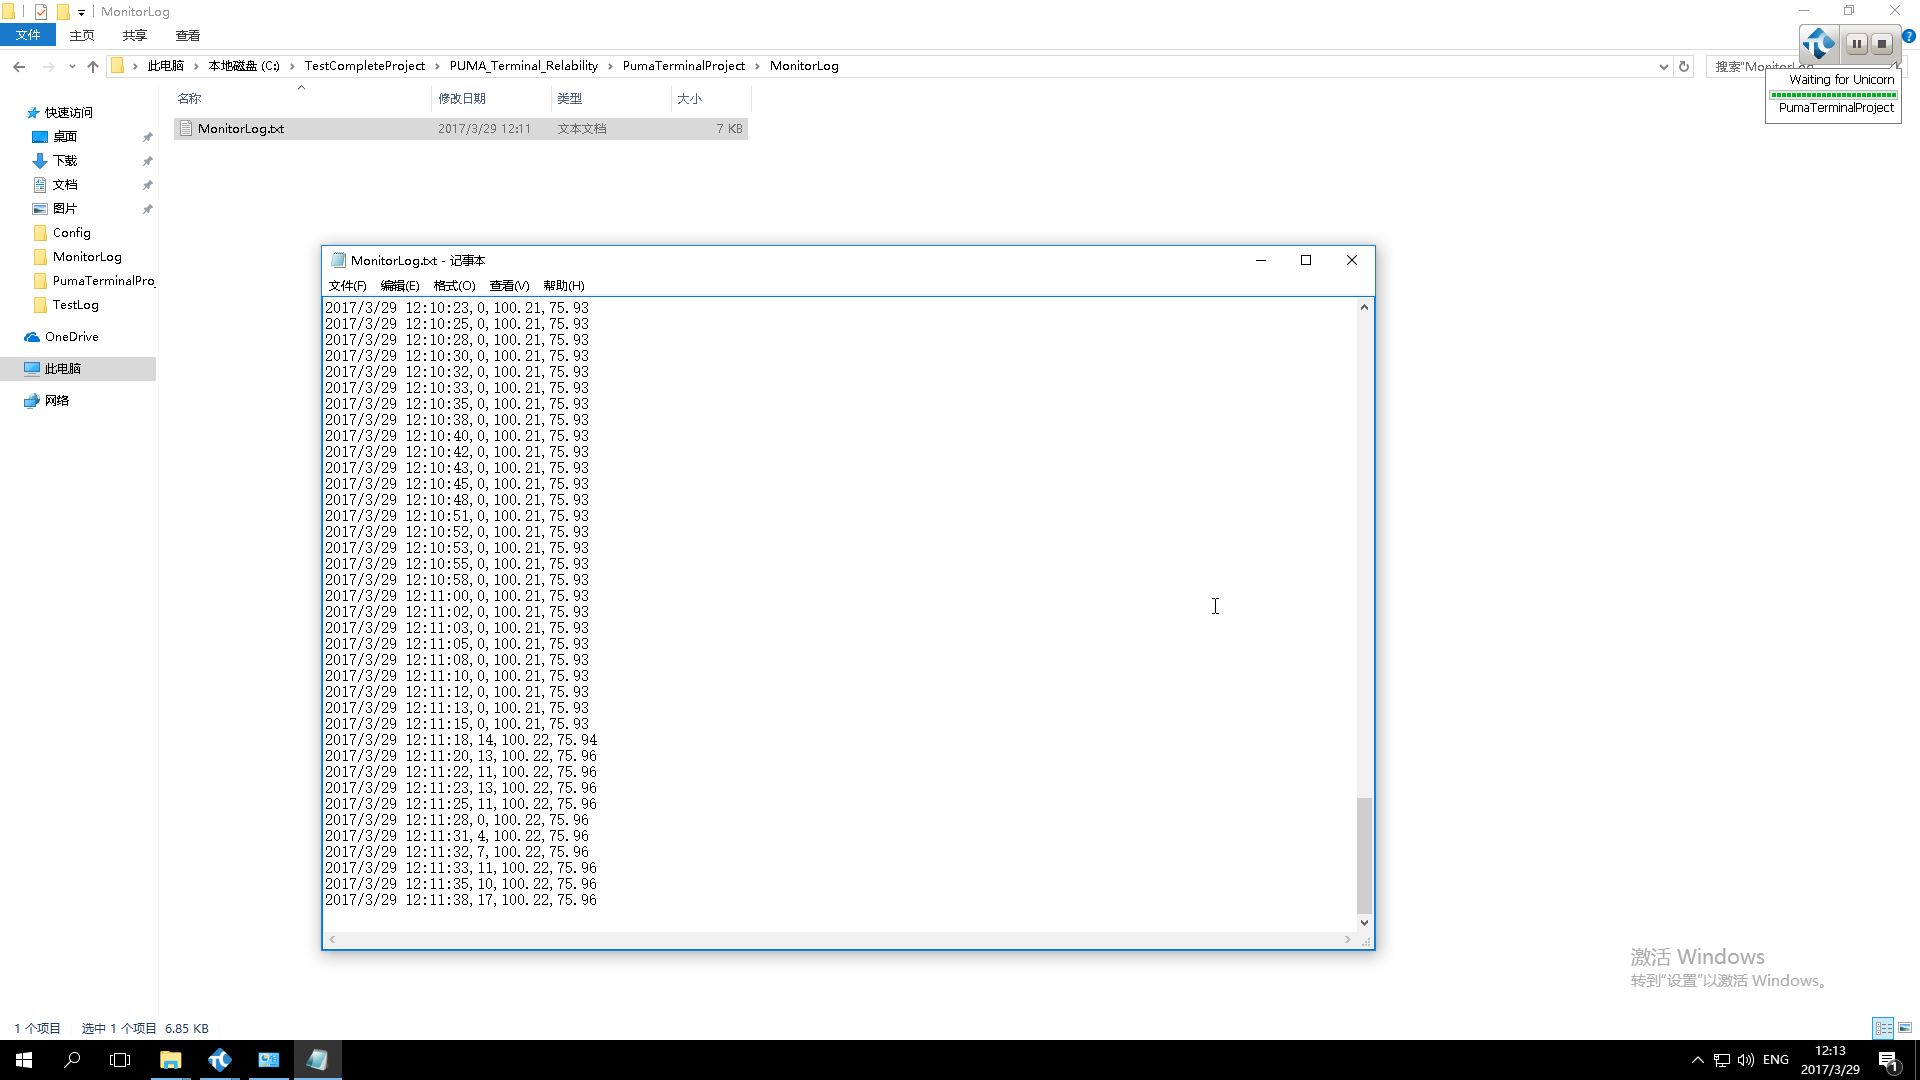 MonitorLog
文件 主页 共享 查看
此电脑 本地磁盘 (C:) TestCompleteProject PUMA_Terminal_Relability PumaTerminalProject MonitorLog
Waiting for Unicorn
PumaTerminalProject
名称 修改日期 类型 大小
MonitorLog.txt 2017/3/29 12:11 文本文档 7 KB
快速访问
桌面
下载
文档
图片
Config
MonitorLog
PumaTerminalPro
TestLog
OneDrive
此电脑
网络
MonitorLog.txt - 记事本
文件(F) 编辑(E) 格式(O) 查看(V) 帮助(H)
2017/3/29 12:10:23,0,100.21,75.93
2017/3/29 12:10:25,0,100.21,75.93
2017/3/29 12:10:28,0,100.21,75.93
2017/3/29 12:10:30,0,100.21,75.93
2017/3/29 12:10:32,0,100.21,75.93
2017/3/29 12:10:33,0,100.21,75.93
2017/3/29 12:10:35,0,100.21,75.93
2017/3/29 12:10:38,0,100.21,75.93
2017/3/29 12:10:40,0,100.21,75.93
2017/3/29 12:10:42,0,100.21,75.93
2017/3/29 12:10:43,0,100.21,75.93
2017/3/29 12:10:45,0,100.21,75.93
2017/3/29 12:10:48,0,100.21,75.93
2017/3/29 12:10:51,0,100.21,75.93
2017/3/29 12:10:52,0,100.21,75.93
2017/3/29 12:10:53,0,100.21,75.93
2017/3/29 12:10:55,0,100.21,75.93
2017/3/29 12:10:58,0,100.21,75.93
2017/3/29 12:11:00,0,100.21,75.93
2017/3/29 12:11:02,0,100.21,75.93
2017/3/29 12:11:03,0,100.21,75.93
2017/3/29 12:11:05,0,100.21,75.93
2017/3/29 12:11:08,0,100.21,75.93
2017/3/29 12:11:10,0,100.21,75.93
2017/3/29 12:11:12,0,100.21,75.93
2017/3/29 12:11:13,0,100.21,75.93
2017/3/29 12:11:15,0,100.21,75.93
2017/3/29 12:11:18,14,100.22,75.94
2017/3/29 12:11:20,13,100.22,75.96
2017/3/29 12:11:22,11,100.22,75.96
2017/3/29 12:11:23,13,100.22,75.96
2017/3/29 12:11:25,11,100.22,75.96
2017/3/29 12:11:28,0,100.22,75.96
2017/3/29 12:11:31,4,100.22,75.96
2017/3/29 12:11:32,7,100.22,75.96
2017/3/29 12:11:33,11,100.22,75.96
2017/3/29 12:11:35,10,100.22,75.96
2017/3/29 12:11:38,17,100.22,75.96
激活 Windows
转到“设置”以激活 Windows。
1 个项目 选中 1 个项目 6.85 KB
ENG
12:13
2017/3/29
1